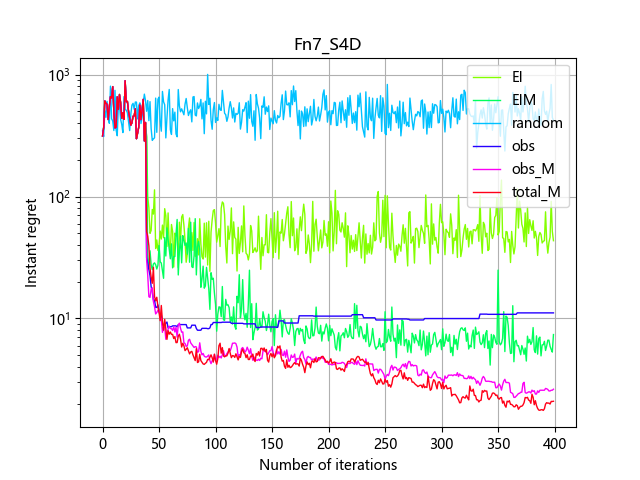 Fn7_S4D
Instant regret
10³
10²
10¹
EI
EIM
random
obs
obs_M
total_M
0 50 100 150 200 250 300 350 400
Number of iterations